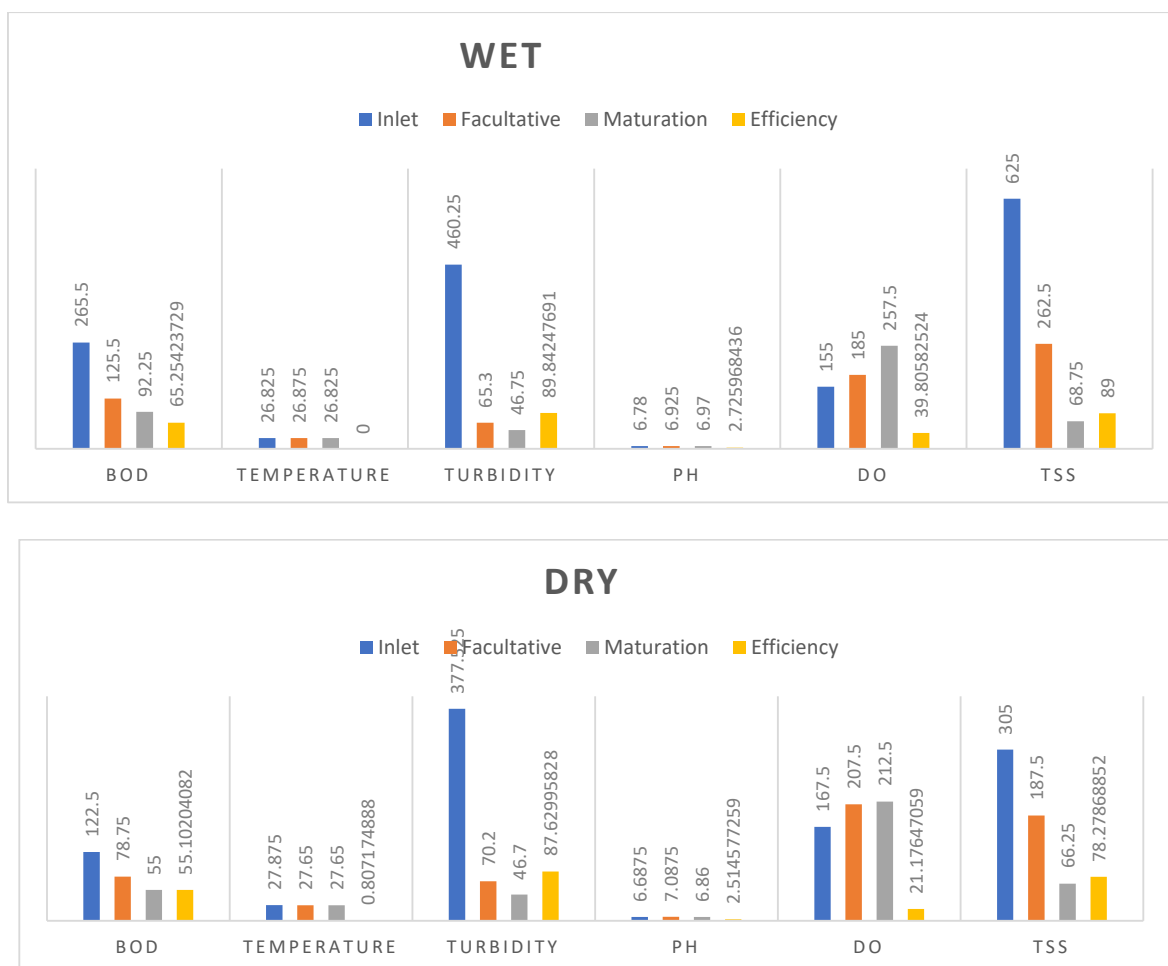 WET
Inlet Facultative Maturation Efficiency
265.5 125.5 92.25 65.25423729 26.825 26.875 26.825 0 460.25 65.3 46.75 89.84247691 6.78 6.925 6.97 2.725968436 155 185 257.5 39.80582524 625 262.5 68.75 89
BOD TEMPERATURE TURBIDITY PH DO TSS
DRY
Inlet Facultative Maturation Efficiency
122.5 78.75 55 55.10204082 27.875 27.65 27.65 0.807174888 377.525 70.2 46.7 87.62995828 6.6875 7.0875 6.86 2.514577259 167.5 207.5 212.5 21.17647059 305 187.5 66.25 78.27868852
BOD TEMPERATURE TURBIDITY PH DO TSS